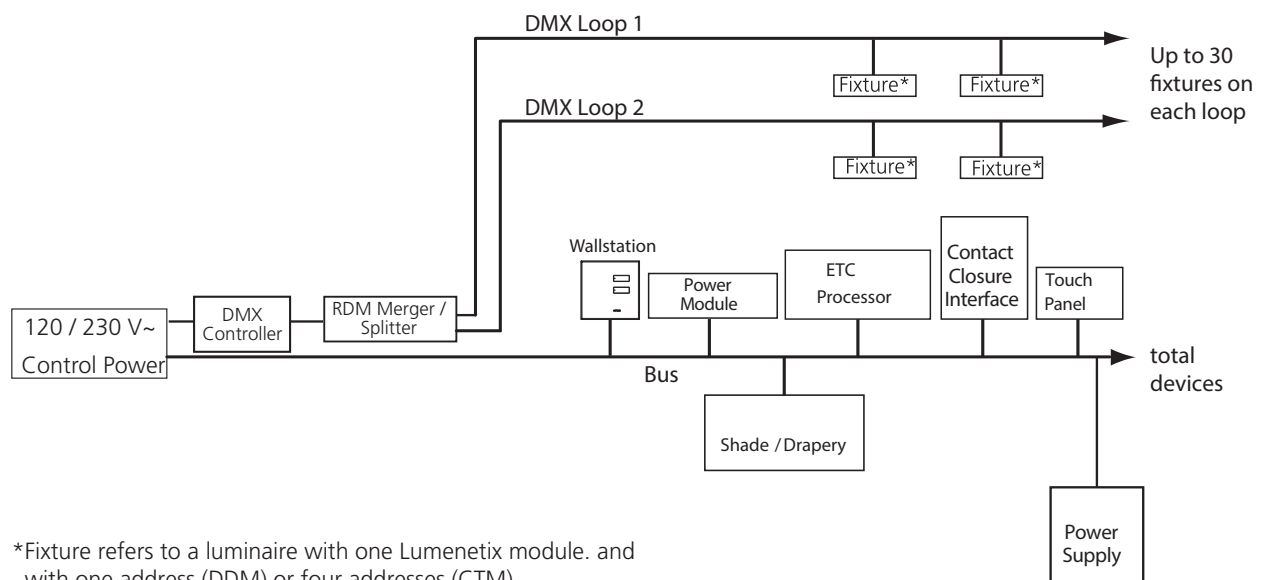 DMX Loop 1
Up to 30
fixtures on
each loop
Fixture*
Fixture*
DMX Loop 2
Fixture*
Fixture*
Wallstation
Power
Module
ETC
Processor
Contact
Closure
Interface
Touch
Panel
120 / 230 V~
Control Power
DMX
Controller
RDM Merger /
Splitter
Bus
total
devices
Shade / Drapery
Power
Supply
*Fixture refers to a luminaire with one Lumenetix module. and
with one address (DDM) or four addresses (CTM)